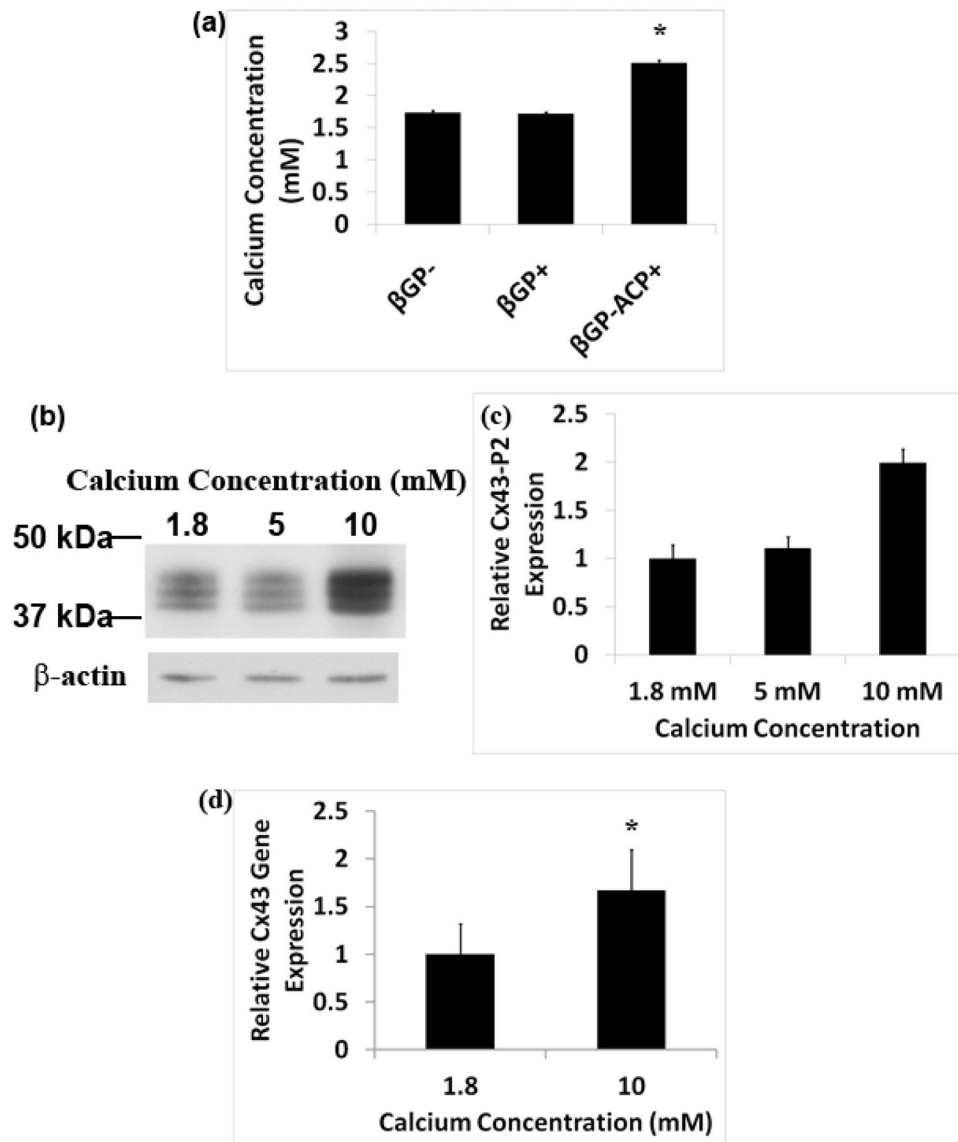 (a)
Calcium Concentration
(mM)
3
2.5
2
1.5
1
0.5
0
*
βGP-
βGP+
βGP-ACP+
(b)
Calcium Concentration (mM)
1.8 5 10
50 kDa
37 kDa
β-actin
(c)
Relative Cx43-P2
Expression
2.5
2
1.5
1
0.5
0
1.8 mM 5 mM 10 mM
Calcium Concentration
(d)
Relative Cx43 Gene
Expression
2.5
2
1.5
1
0.5
0
*
1.8 10
Calcium Concentration (mM)